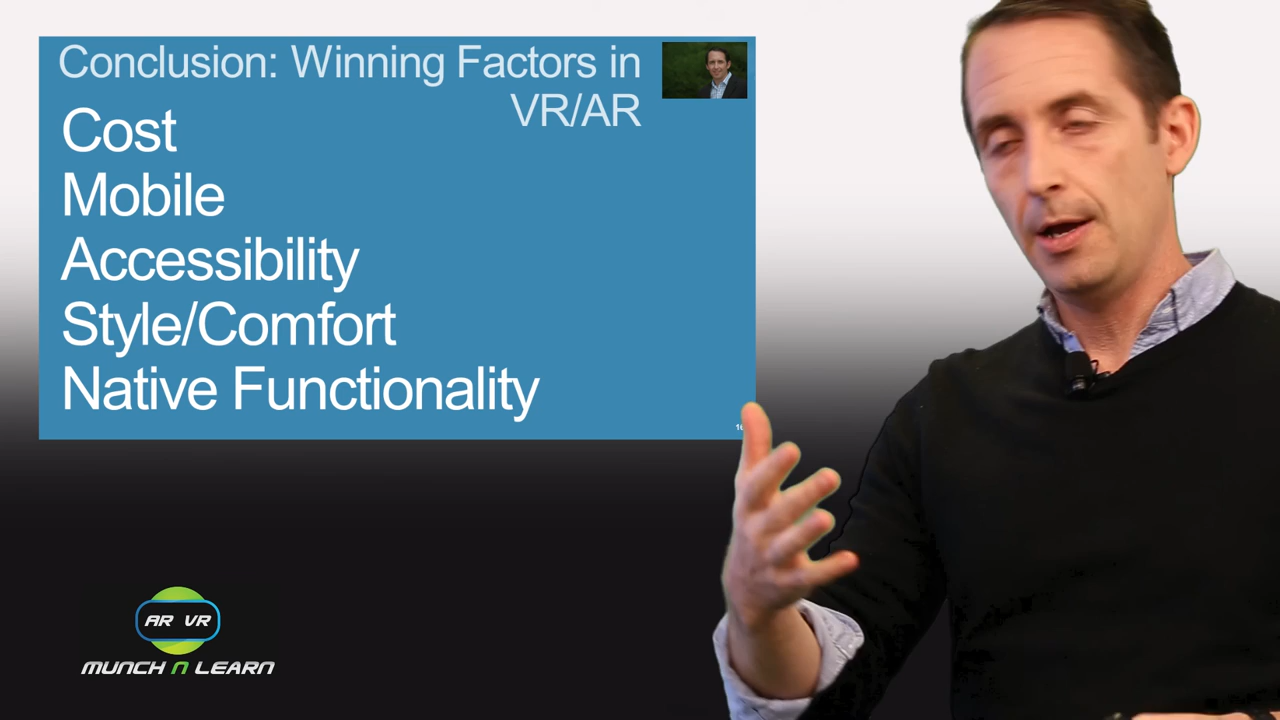 Conclusion: Winning Factors in
VR/AR
Cost
Mobile
Accessibility
Style/Comfort
Native Functionality
AR VR
MUNCH N LEARN